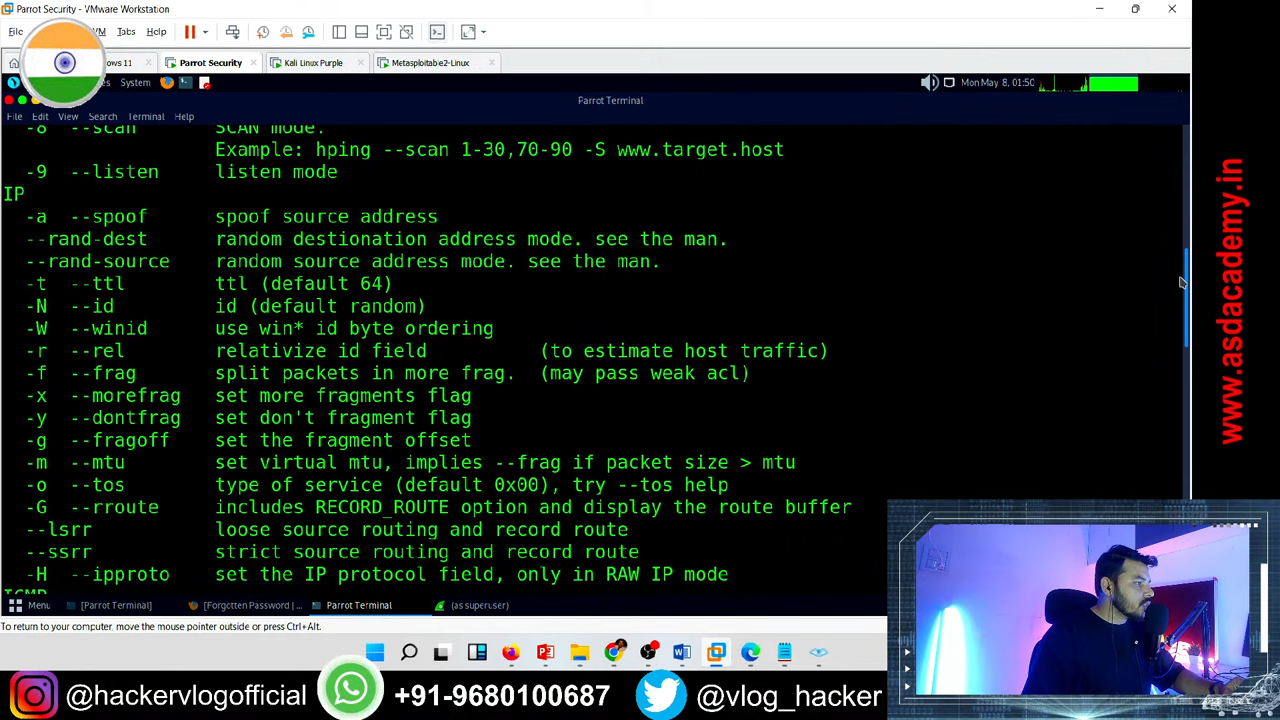 Parrot Security - VMware Workstation
File
VM
Tabs
Help
ows 11
Parrot Security
Kali Linux Purple
Metasploitable2-Linux
es
System
Mon May 8, 01:50
Parrot Terminal
File Edit View Search Terminal Help
-8 --scan SCAN mode.
Example: hping --scan 1-30,70-90 -S www.target.host
-9 --listen listen mode
IP
-a --spoof spoof source address
--rand-dest random destionation address mode. see the man.
--rand-source random source address mode. see the man.
-t --ttl ttl (default 64)
-N --id id (default random)
-W --winid use win* id byte ordering
-r --rel relativize id field (to estimate host traffic)
-f --frag split packets in more frag. (may pass weak acl)
-x --morefrag set more fragments flag
-y --dontfrag set don't fragment flag
-g --fragoff set the fragment offset
-m --mtu set virtual mtu, implies --frag if packet size > mtu
-o --tos type of service (default 0x00), try --tos help
-G --rroute includes RECORD_ROUTE option and display the route buffer
--lsrr loose source routing and record route
--ssrr strict source routing and record route
-H --ipproto set the IP protocol field, only in RAW IP mode
ICMP
Menu [Parrot Terminal] [Forgotten Password | ... Parrot Terminal (as superuser)
To return to your computer, move the mouse pointer outside or press Ctrl+Alt.
@hackervlogofficial +91-9680100687 @vlog_hacker
www.asdacademy.in